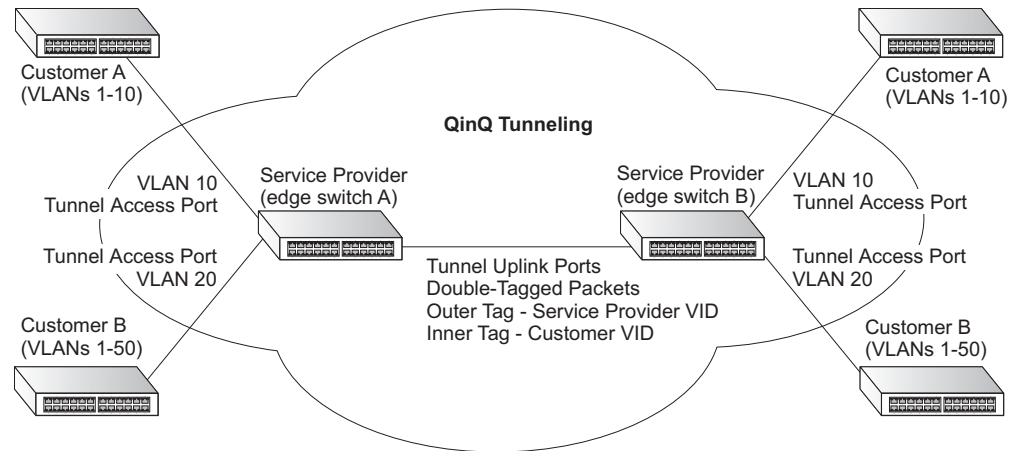 Customer A
(VLANs 1-10)
Customer A
(VLANs 1-10)
QinQ Tunneling
Service Provider
(edge switch A)
Service Provider
(edge switch B)
VLAN 10
Tunnel Access Port
VLAN 10
Tunnel Access Port
Tunnel Access Port
VLAN 20
Tunnel Uplink Ports
Double-Tagged Packets
Outer Tag - Service Provider VID
Inner Tag - Customer VID
Tunnel Access Port
VLAN 20
Customer B
(VLANs 1-50)
Customer B
(VLANs 1-50)